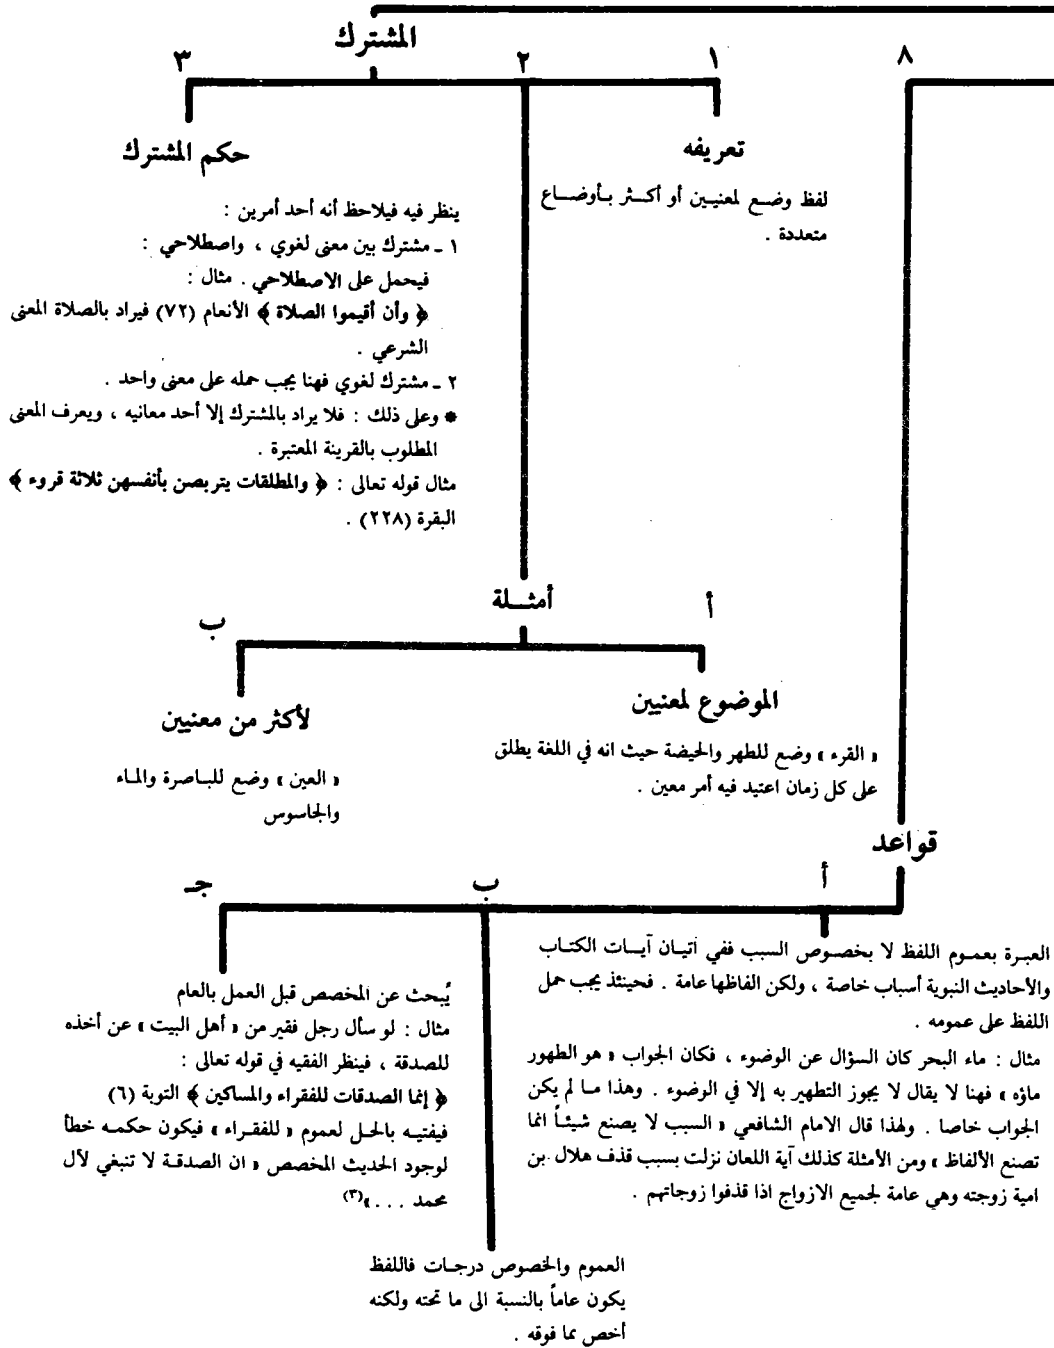 المشترك
٨
١
٢
٣
تعريفه
لفظ وضع لمعنيين أو أكثر بأوضاع
متعددة .
حكم المشترك
ينظر فيه فيلاحظ أنه أحد أمرين :
١ ـ مشترك بين معنى لغوي ، واصطلاحي :
فيحمل على الاصطلاحي . مثال :
﴿ وأن أقيموا الصلاة ﴾ الأنعام (٧٢) فيراد بالصلاة المعنى
الشرعي .
٢ ـ مشترك لغوي فهنا يجب حمله على معنى واحد .
* وعلى ذلك : فلا يراد بالمشترك إلا أحد معانيه ، ويعرف المعنى
المطلوب بالقرينة المعتبرة .
مثال قوله تعالى : ﴿ والمطلقات يتربصن بأنفسهن ثلاثة قروء ﴾
البقرة (٢٢٨) .
أمثلة
أ
ب
الموضوع لمعنيين
« القرء » وضع للطهر والحيضة حيث انه في اللغة يطلق
على كل زمان اعتيد فيه أمر معين .
لأكثر من معنيين
« العين » وضع للباصرة والماء
والجاسوس
قواعد
أ
ب
جـ
العبرة بعموم اللفظ لا بخصوص السبب ففي اتيان آيات الكتاب
والأحاديث النبوية أسباب خاصة ، ولكن الفاظها عامة . فحينئذ يجب حمل
اللفظ على عمومه .
مثال : ماء البحر كان السؤال عن الوضوء ، فكان الجواب « هو الطهور
ماؤه » فهنا لا يقال لا يجوز التطهير به إلا في الوضوء . وهذا ما لم يكن
الجواب خاصا . ولهذا قال الامام الشافعي « السبب لا يصنع شيئاً انما
تصنع الألفاظ » ومن الأمثلة كذلك آية اللعان نزلت بسبب قذف هلال بن
امية زوجته وهي عامة لجميع الازواج اذا قذفوا زوجاتهم .
يُبحث عن المخصص قبل العمل بالعام
مثال : لو سأل رجل فقير من « أهل البيت » عن أخذه
للصدقة ، فينظر الفقيه في قوله تعالى :
﴿ إنما الصدقات للفقراء والمساكين ﴾ التوبة (٦)
فيفتيه بالحل لعموم « للفقراء » فيكون حكمه خطأ
لوجود الحديث المخصص « ان الصدقة لا تنبغي لآل
محمد . . . »(٣)
العموم والخصوص درجات فاللفظ
يكون عاماً بالنسبة الى ما تحته ولكنه
أخص مما فوقه .